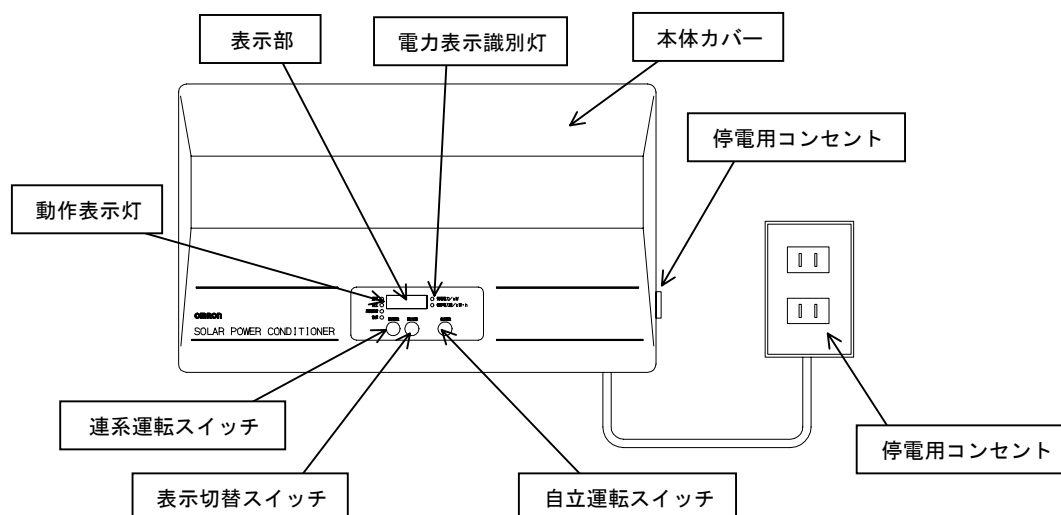 表示部
電力表示識別灯
本体カバー
停電用コンセント
動作表示灯
omron
SOLAR POWER CONDITIONER
連系運転スイッチ
停電用コンセント
表示切替スイッチ
自立運転スイッチ